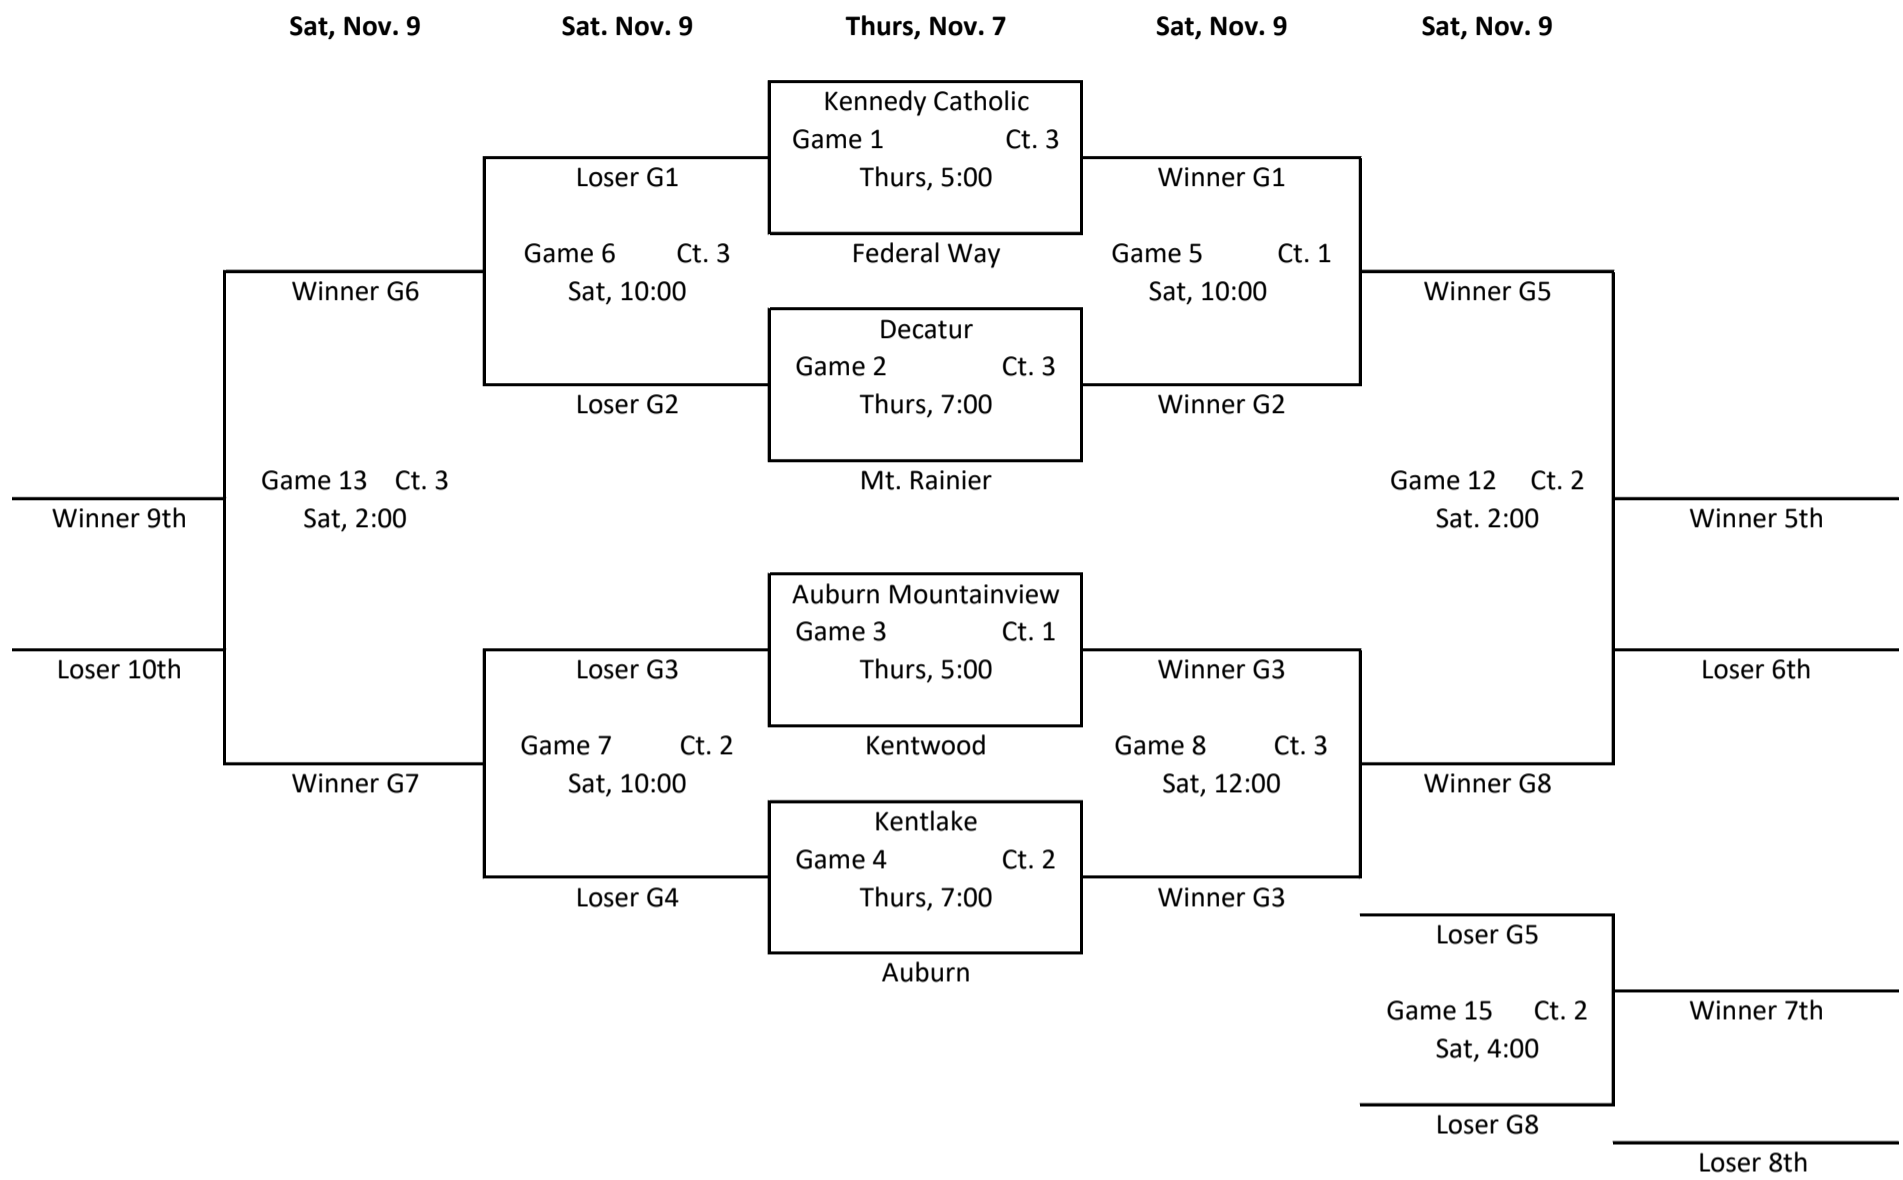 Sat, Nov. 9 Sat. Nov. 9 Thurs, Nov. 7 Sat, Nov. 9 Sat, Nov. 9
Kennedy Catholic
Game 1 Ct. 3
Loser G1 Thurs, 5:00 Winner G1
Game 6 Ct. 3 Federal Way Game 5 Ct. 1
Winner G6 Sat, 10:00 Sat, 10:00 Winner G5
Decatur
Game 2 Ct. 3
Loser G2 Thurs, 7:00 Winner G2
Game 13 Ct. 3 Mt. Rainier Game 12 Ct. 2
Winner 9th Sat, 2:00 Sat. 2:00 Winner 5th
Auburn Mountainview
Game 3 Ct. 1
Loser 10th Loser G3 Thurs, 5:00 Winner G3 Loser 6th
Game 7 Ct. 2 Kentwood Game 8 Ct. 3
Winner G7 Sat, 10:00 Sat, 12:00 Winner G8
Kentlake
Game 4 Ct. 2
Loser G4 Thurs, 7:00 Winner G3
Loser G5
Auburn
Game 15 Ct. 2 Winner 7th
Sat, 4:00
Loser G8
Loser 8th